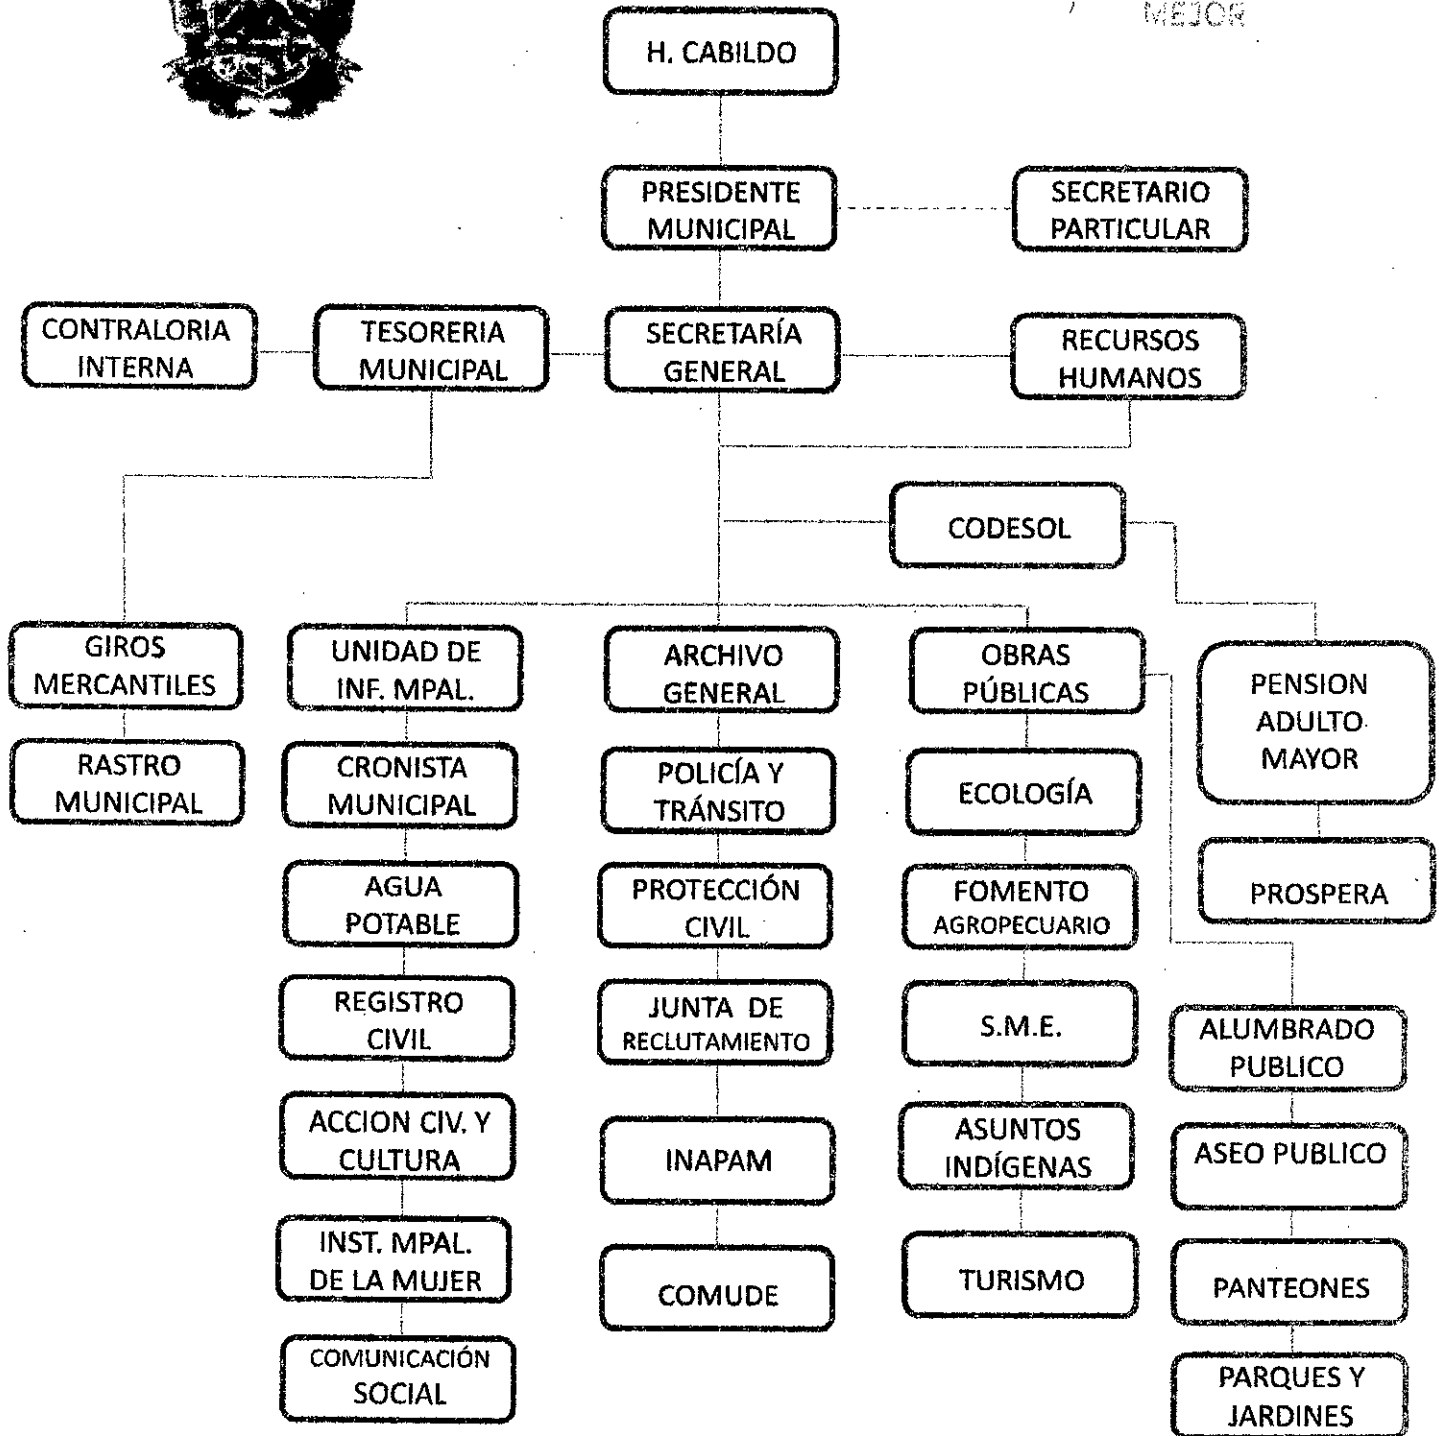 MEJOR
H. CABILDO
PRESIDENTE
MUNICIPAL
SECRETARIO
PARTICULAR
CONTRALORIA
INTERNA
TESORERIA
MUNICIPAL
SECRETARÍA
GENERAL
RECURSOS
HUMANOS
CODESOL
GIROS
MERCANTILES
RASTRO
MUNICIPAL
UNIDAD DE
INF. MPAL.
CRONISTA
MUNICIPAL
AGUA
POTABLE
REGISTRO
CIVIL
ACCION CIV. Y
CULTURA
INST. MPAL.
DE LA MUJER
COMUNICACIÓN
SOCIAL
ARCHIVO
GENERAL
POLICÍA Y
TRÁNSITO
PROTECCIÓN
CIVIL
JUNTA DE
RECLUTAMIENTO
INAPAM
COMUDE
OBRAS
PÚBLICAS
ECOLOGÍA
FOMENTO
AGROPECUARIO
S.M.E.
ASUNTOS
INDÍGENAS
TURISMO
PENSION
ADULTO
MAYOR
PROSPERA
ALUMBRADO
PUBLICO
ASEO PUBLICO
PANTEONES
PARQUES Y
JARDINES